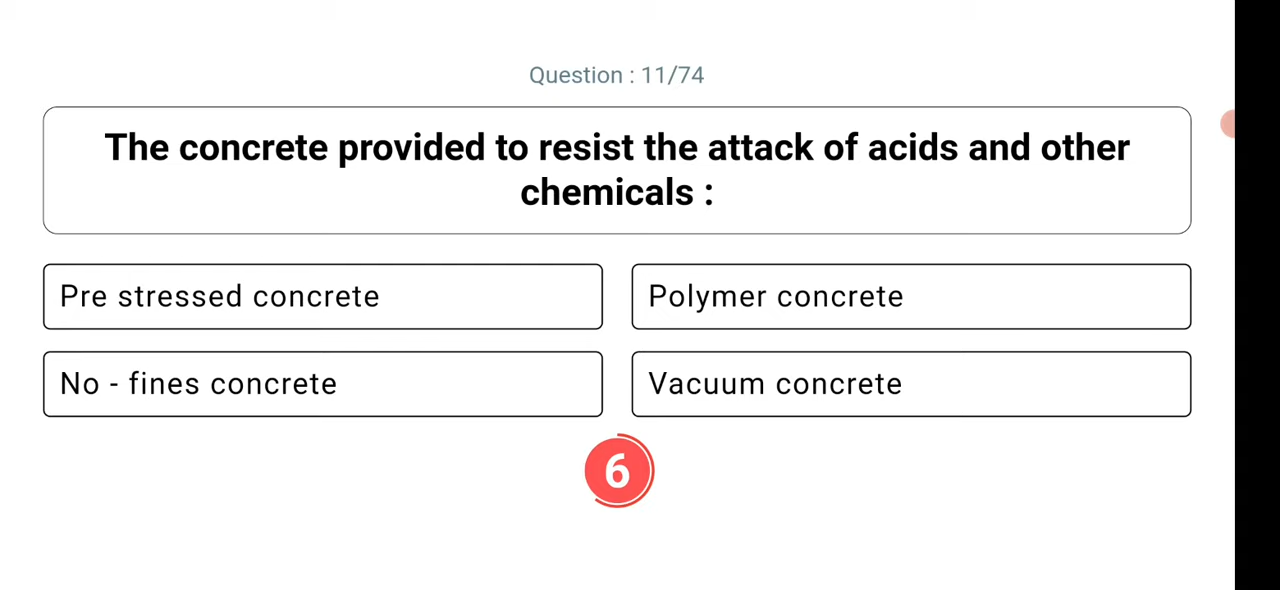 Question : 11/74
The concrete provided to resist the attack of acids and other
chemicals :
Pre stressed concrete
Polymer concrete
No - fines concrete
Vacuum concrete
6